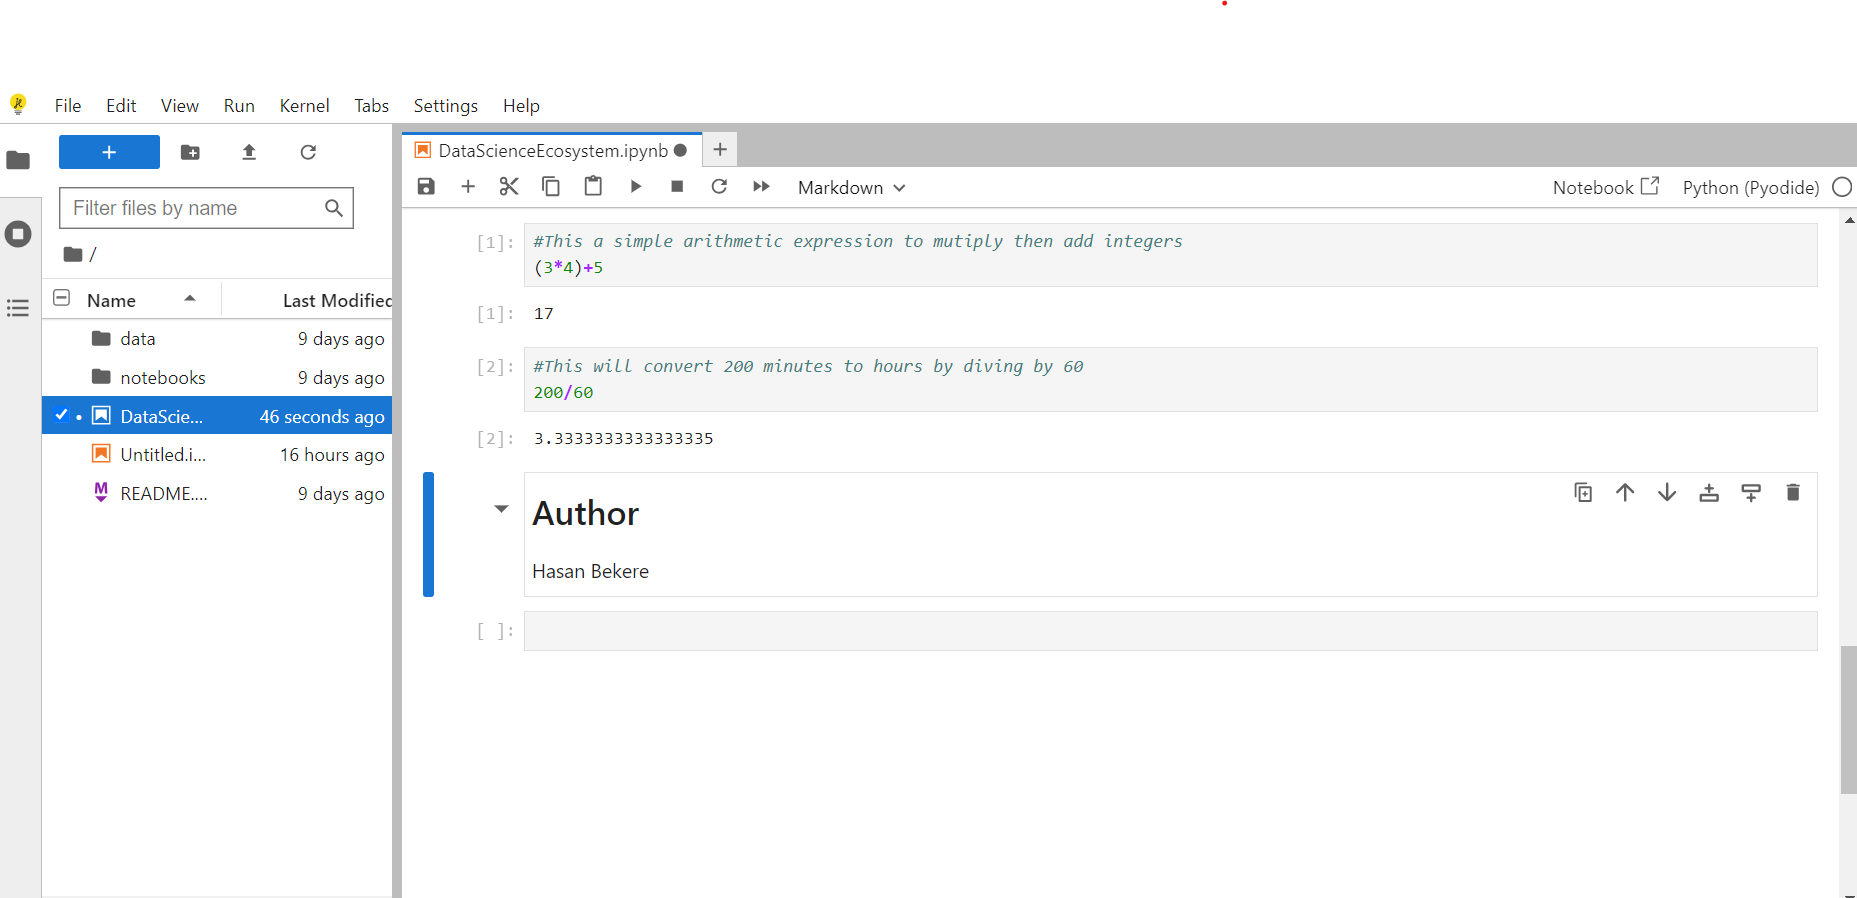 File Edit View Run Kernel Tabs Settings Help
Filter files by name
/
Name Last Modified
data 9 days ago
notebooks 9 days ago
DataScie... 46 seconds ago
Untitled.i... 16 hours ago
README.... 9 days ago
DataScienceEcosystem.ipynb
Markdown Notebook Python (Pyodide)
[1]: #This a simple arithmetic expression to mutiply then add integers
(3*4)+5
[1]: 17
[2]: #This will convert 200 minutes to hours by diving by 60
200/60
[2]: 3.3333333333333335
Author
Hasan Bekere
[ ]: